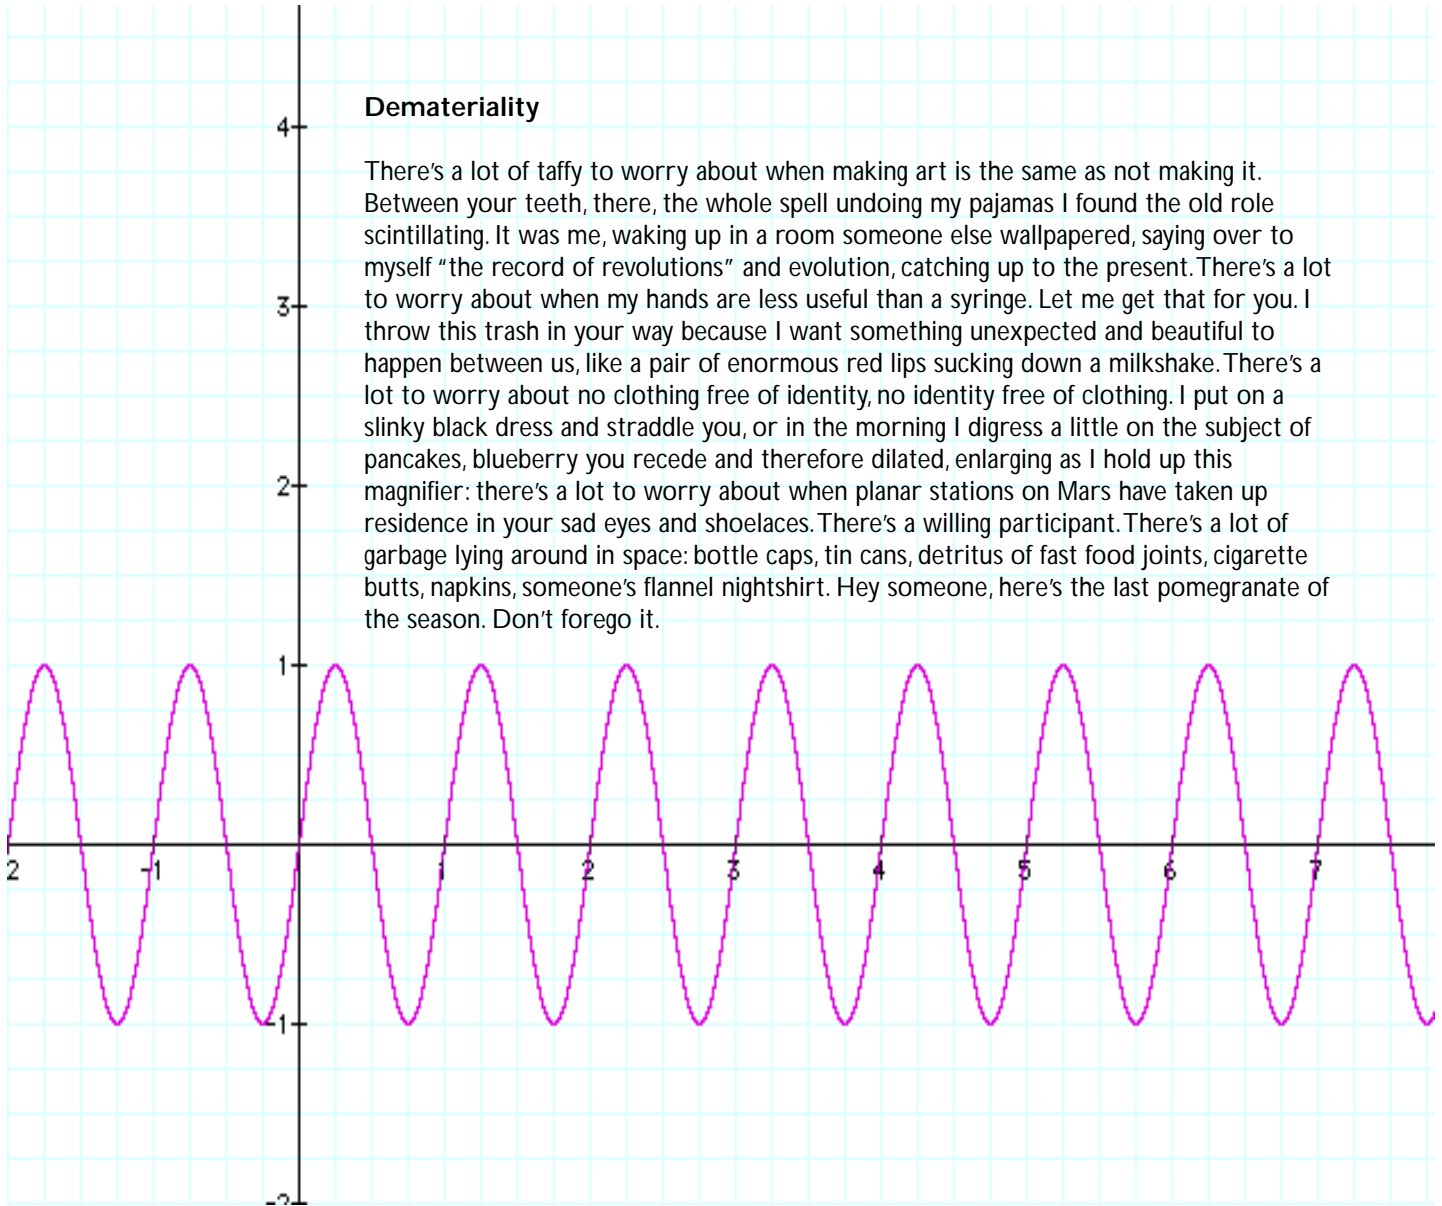 Demateriality
There's a lot of taffy to worry about when making art is the same as not making it.
Between your teeth, there, the whole spell undoing my pajamas I found the old role
scintillating. It was me, waking up in a room someone else wallpapered, saying over to
myself “the record of revolutions” and evolution, catching up to the present. There's a lot
to worry about when my hands are less useful than a syringe. Let me get that for you. I
throw this trash in your way because I want something unexpected and beautiful to
happen between us, like a pair of enormous red lips sucking down a milkshake. There's a
lot to worry about no clothing free of identity, no identity free of clothing. I put on a
slinky black dress and straddle you, or in the morning I digress a little on the subject of
pancakes, blueberry you recede and therefore dilated, enlarging as I hold up this
magnifier: there's a lot to worry about when planar stations on Mars have taken up
residence in your sad eyes and shoelaces. There's a willing participant. There's a lot of
garbage lying around in space: bottle caps, tin cans, detritus of fast food joints, cigarette
butts, napkins, someone's flannel nightshirt. Hey someone, here's the last pomegranate of
the season. Don't forego it.
4
3
2
1
2 -1 1 2 3 4 5 6 7
-1
-2